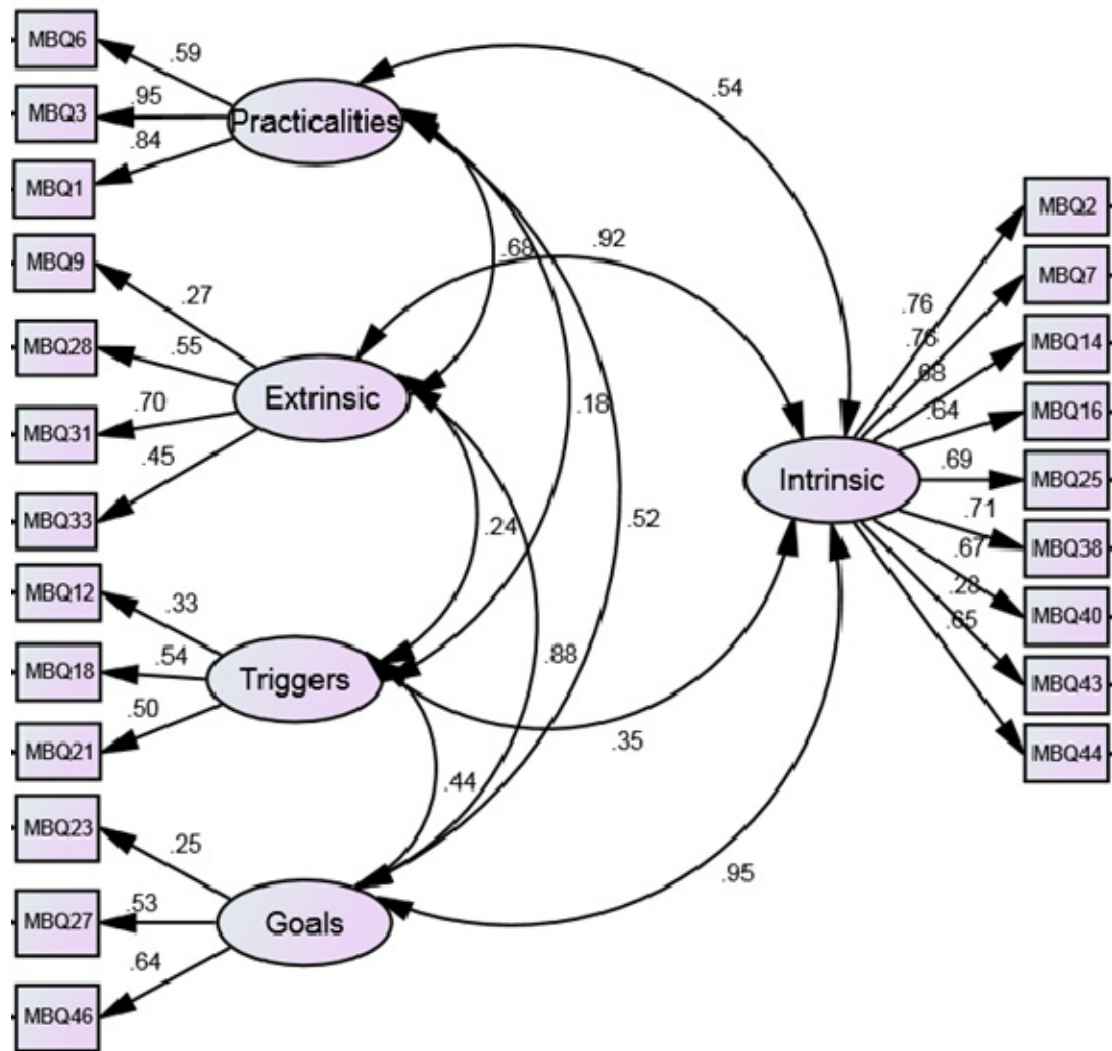 MBQ6
.59
MBQ3
.95
MBQ1
.84
Practicalities
.54
MBQ9
.27
MBQ28
.55
MBQ31
.70
MBQ33
.45
Extrinsic
.68
.92
.18
.24
.52
MBQ12
.33
MBQ18
.54
MBQ21
.50
Triggers
.88
.35
.44
MBQ23
.25
MBQ27
.53
MBQ46
.64
Goals
.95
Intrinsic
MBQ2
.76
MBQ7
.76
MBQ14
.68
MBQ16
.64
MBQ25
.69
MBQ38
.71
MBQ40
.67
MBQ43
.28
MBQ44
.65